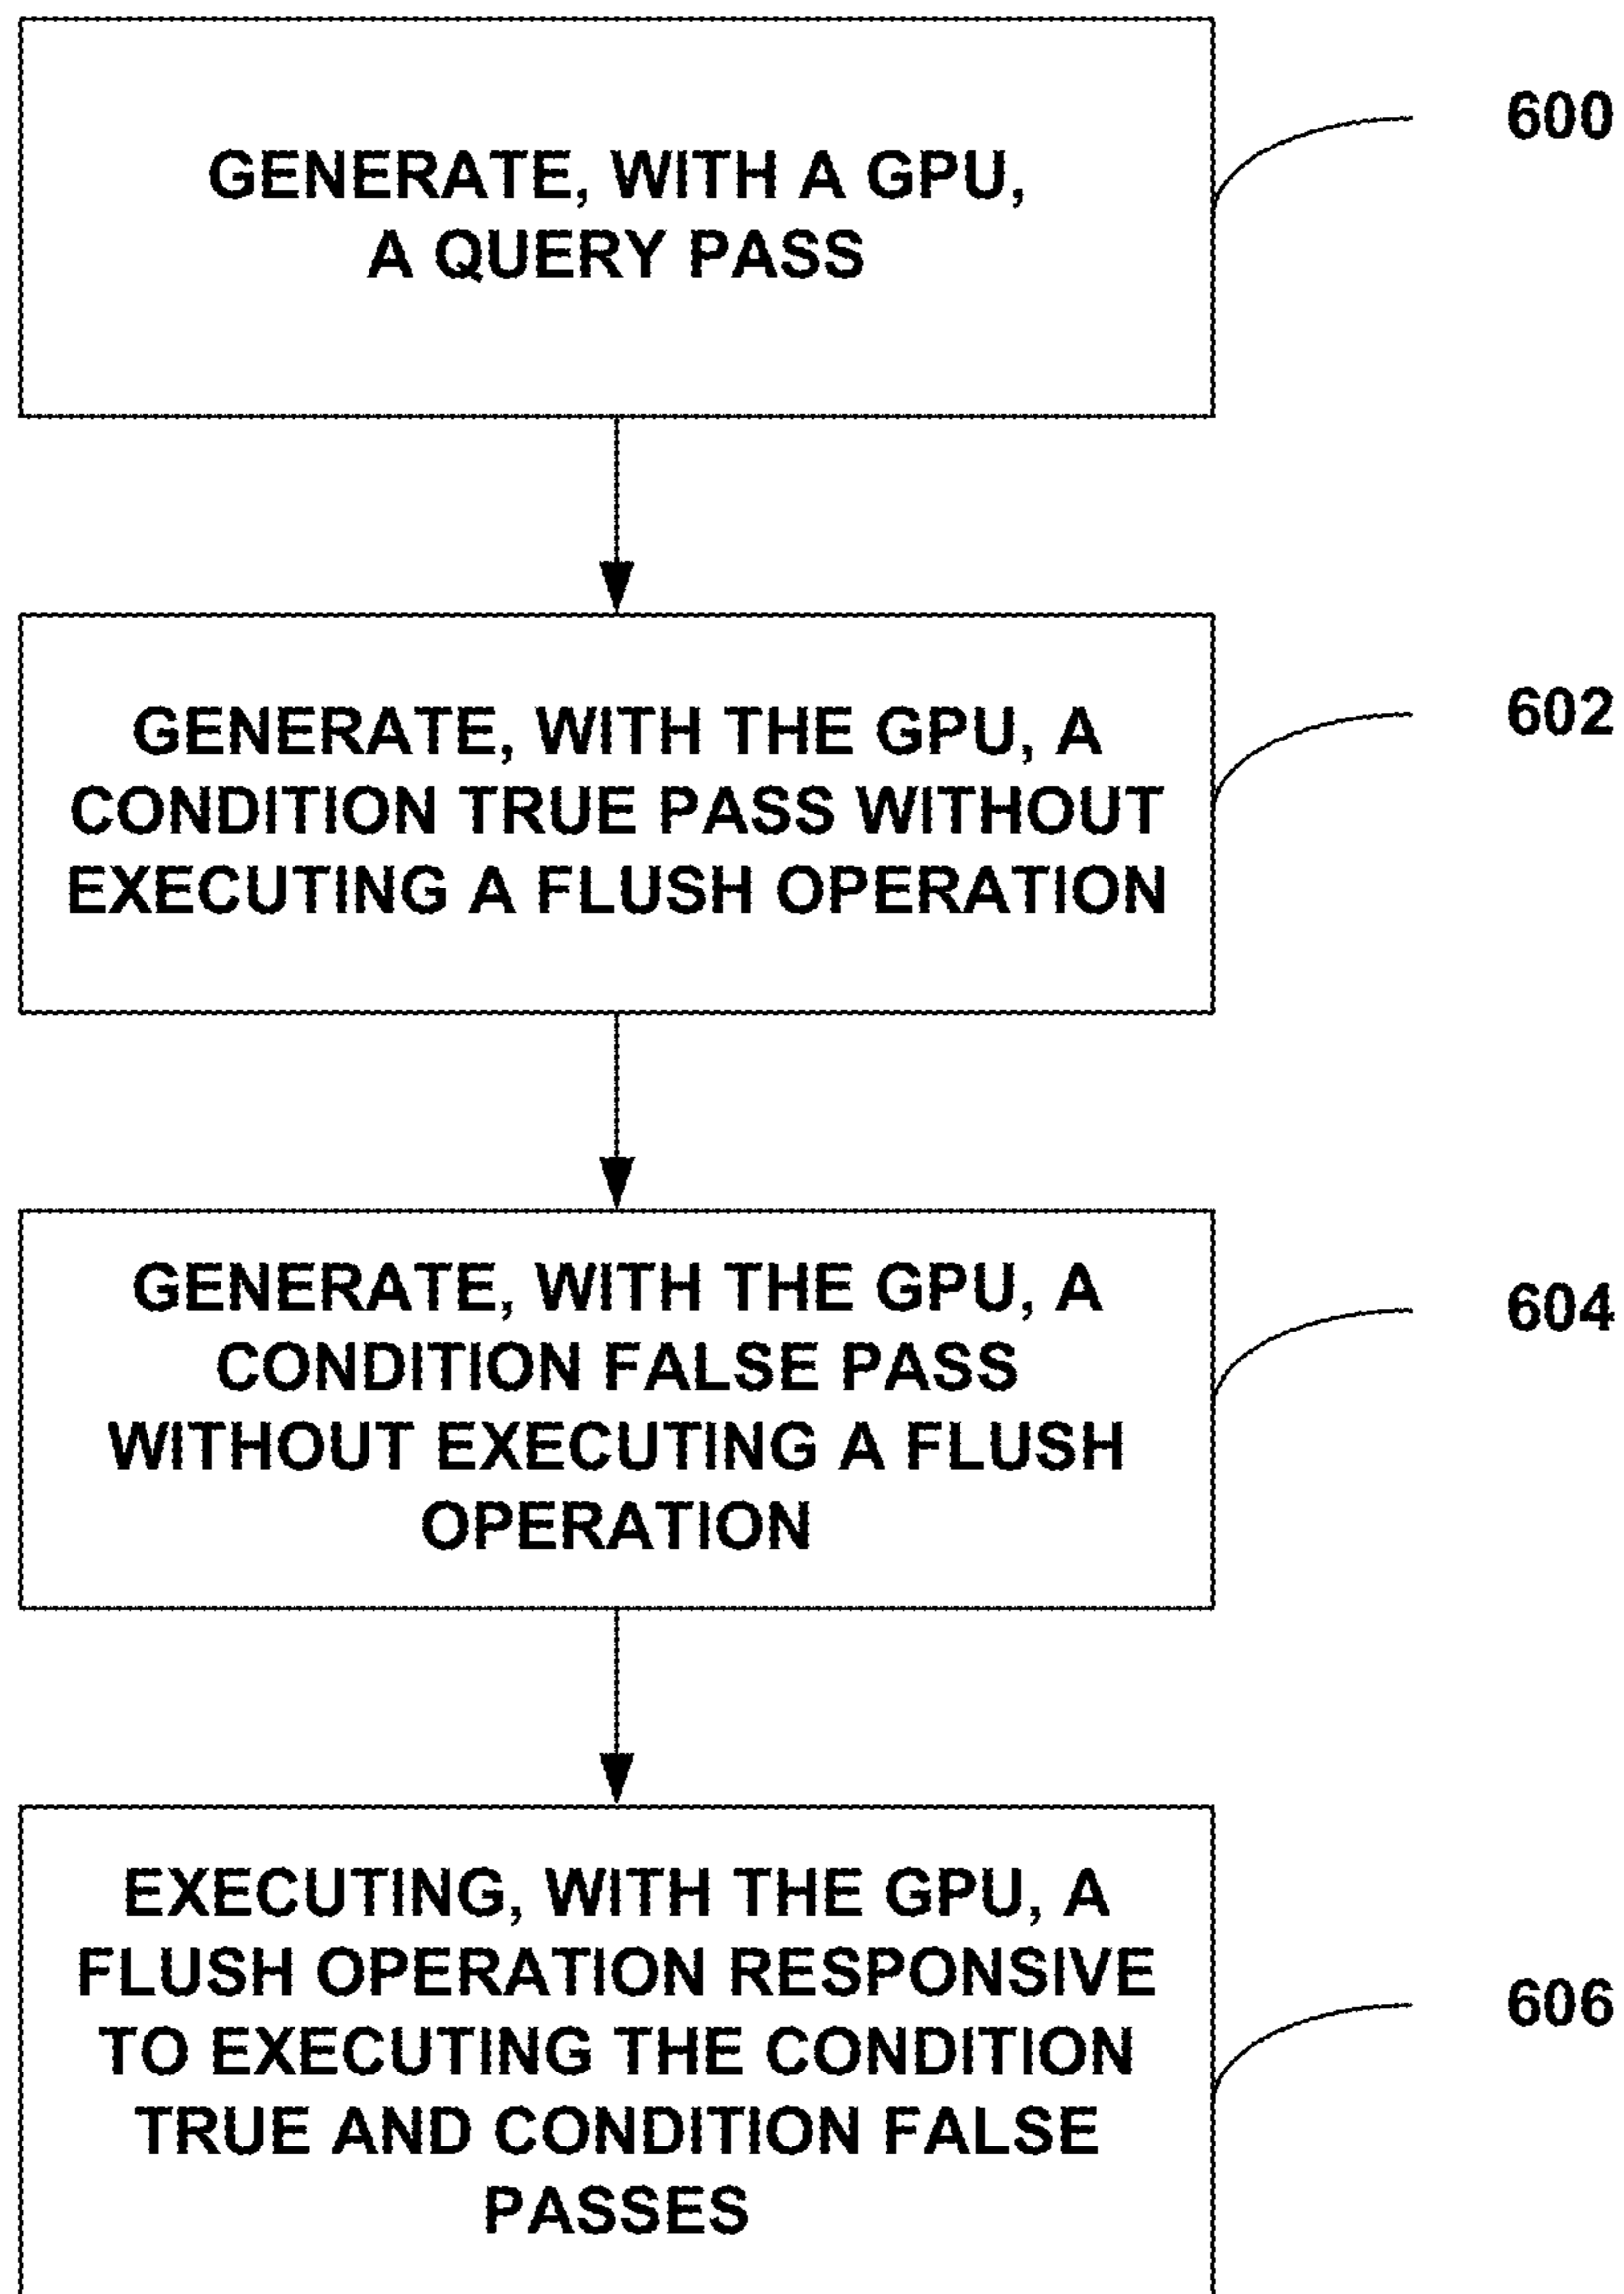 GENERATE, WITH A GPU,
A QUERY PASS
600
GENERATE, WITH THE GPU, A
CONDITION TRUE PASS WITHOUT
EXECUTING A FLUSH OPERATION
602
GENERATE, WITH THE GPU, A
CONDITION FALSE PASS
WITHOUT EXECUTING A FLUSH
OPERATION
604
EXECUTING, WITH THE GPU, A
FLUSH OPERATION RESPONSIVE
TO EXECUTING THE CONDITION
TRUE AND CONDITION FALSE
PASSES
606